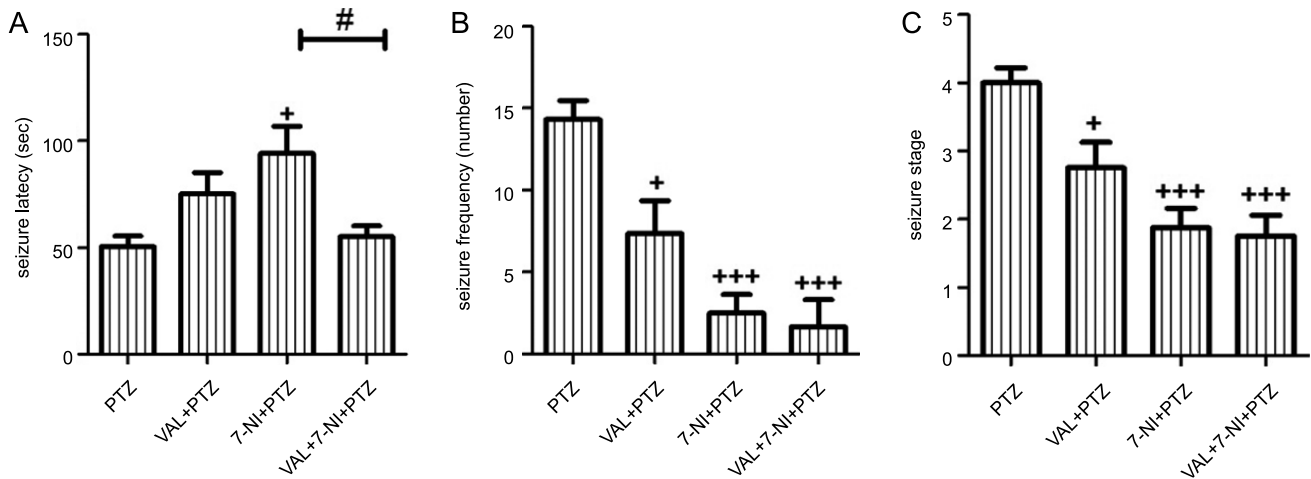 A
#
150
100
50
0
seizure latecy (sec)
+
PTZ
VAL+PTZ
7-NI+PTZ
VAL+7-NI+PTZ
B
20
15
10
5
0
seizure frequency (number)
+
+++
+++
PTZ
VAL+PTZ
7-NI+PTZ
VAL+7-NI+PTZ
C
5
4
3
2
1
0
seizure stage
+
+++
+++
PTZ
VAL+PTZ
7-NI+PTZ
VAL+7-NI+PTZ